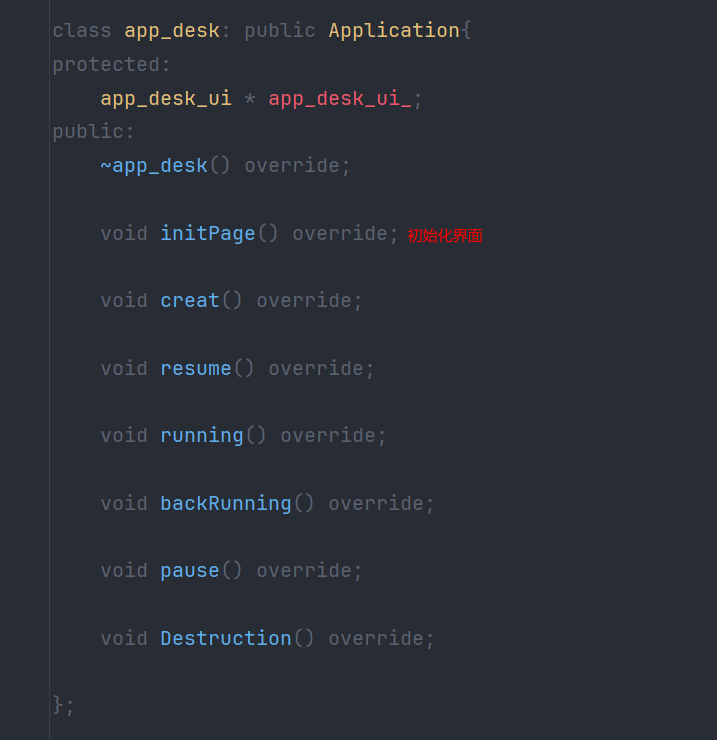 class app_desk: public Application{
protected:
app_desk_ui * app_desk_ui_;
public:
~app_desk() override;
void initPage() override; 初始化界面
void creat() override;
void resume() override;
void running() override;
void backRunning() override;
void pause() override;
void Destruction() override;
};